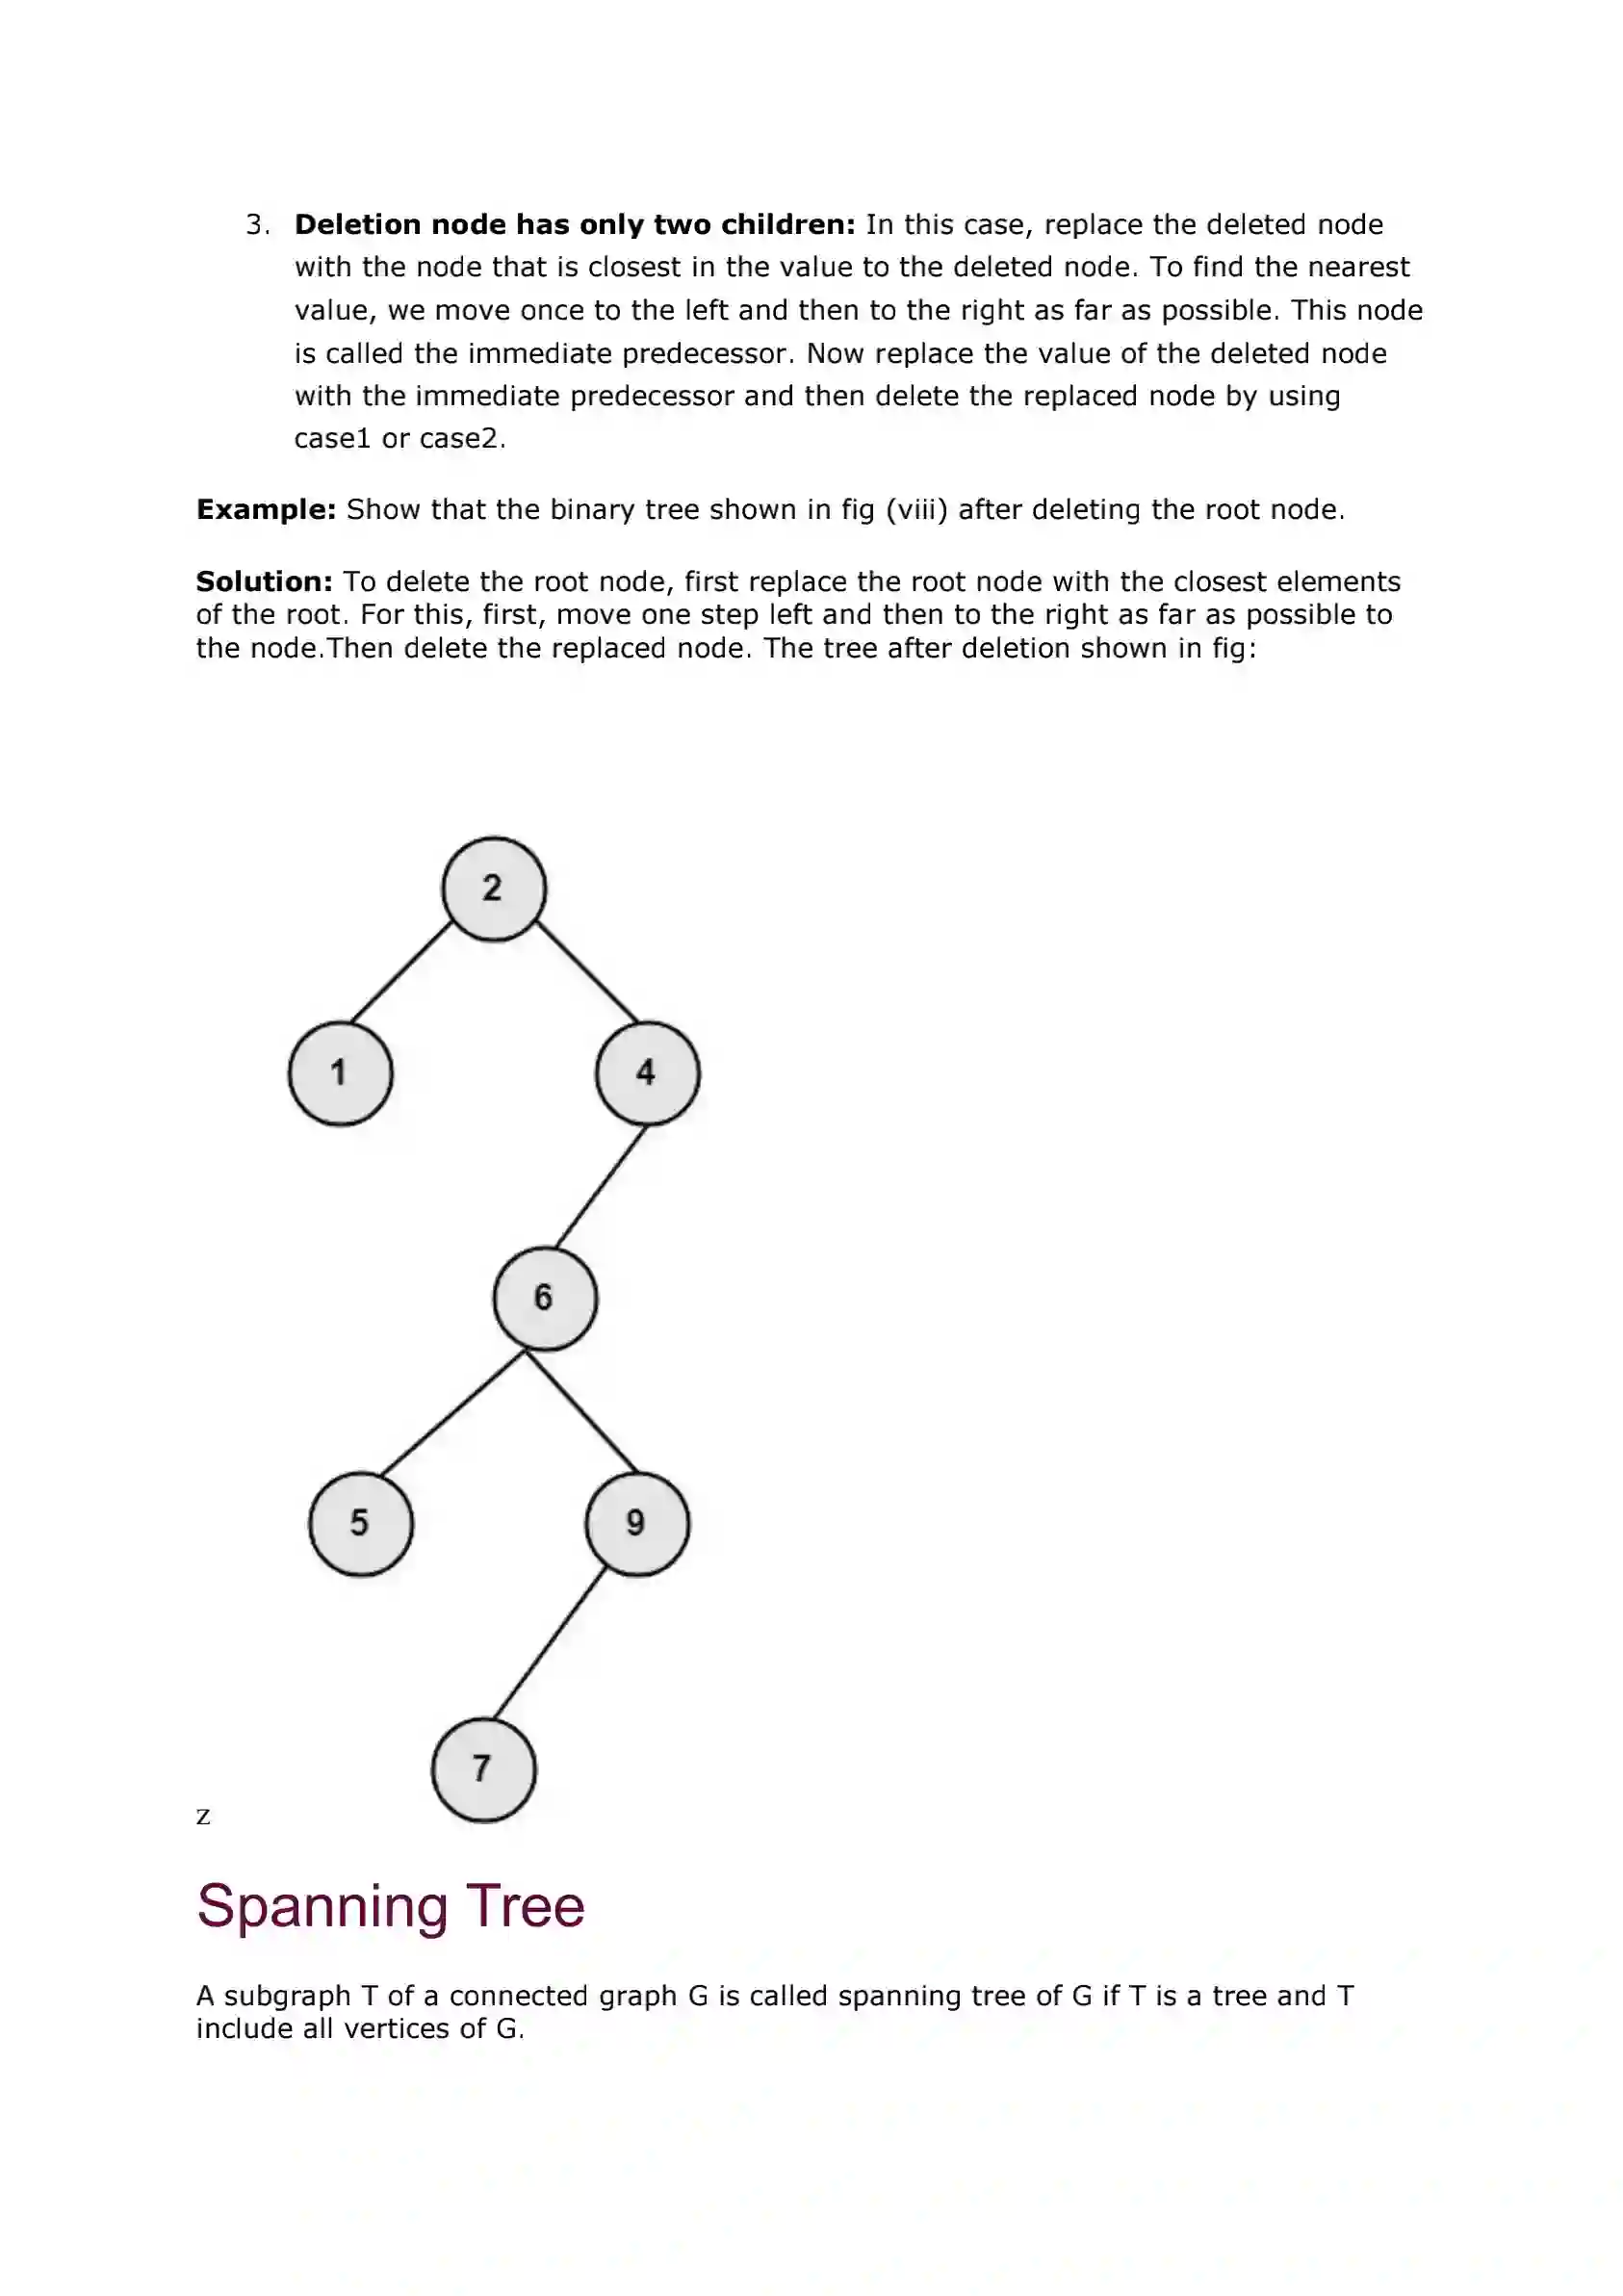 3. Deletion node has only two children: In this case, replace the deleted node
with the node that is closest in the value to the deleted node. To find the nearest
value, we move once to the left and then to the right as far as possible. This node
is called the immediate predecessor. Now replace the value of the deleted node
with the immediate predecessor and then delete the replaced node by using
case1 or case2.
Example: Show that the binary tree shown in fig (viii) after deleting the root node.
Solution: To delete the root node, first replace the root node with the closest elements
of the root. For this, first, move one step left and then to the right as far as possible to
the node.Then delete the replaced node. The tree after deletion shown in fig:
2
1 4
6
5 9
7
z
Spanning Tree
A subgraph T of a connected graph G is called spanning tree of G if T is a tree and T
include all vertices of G.